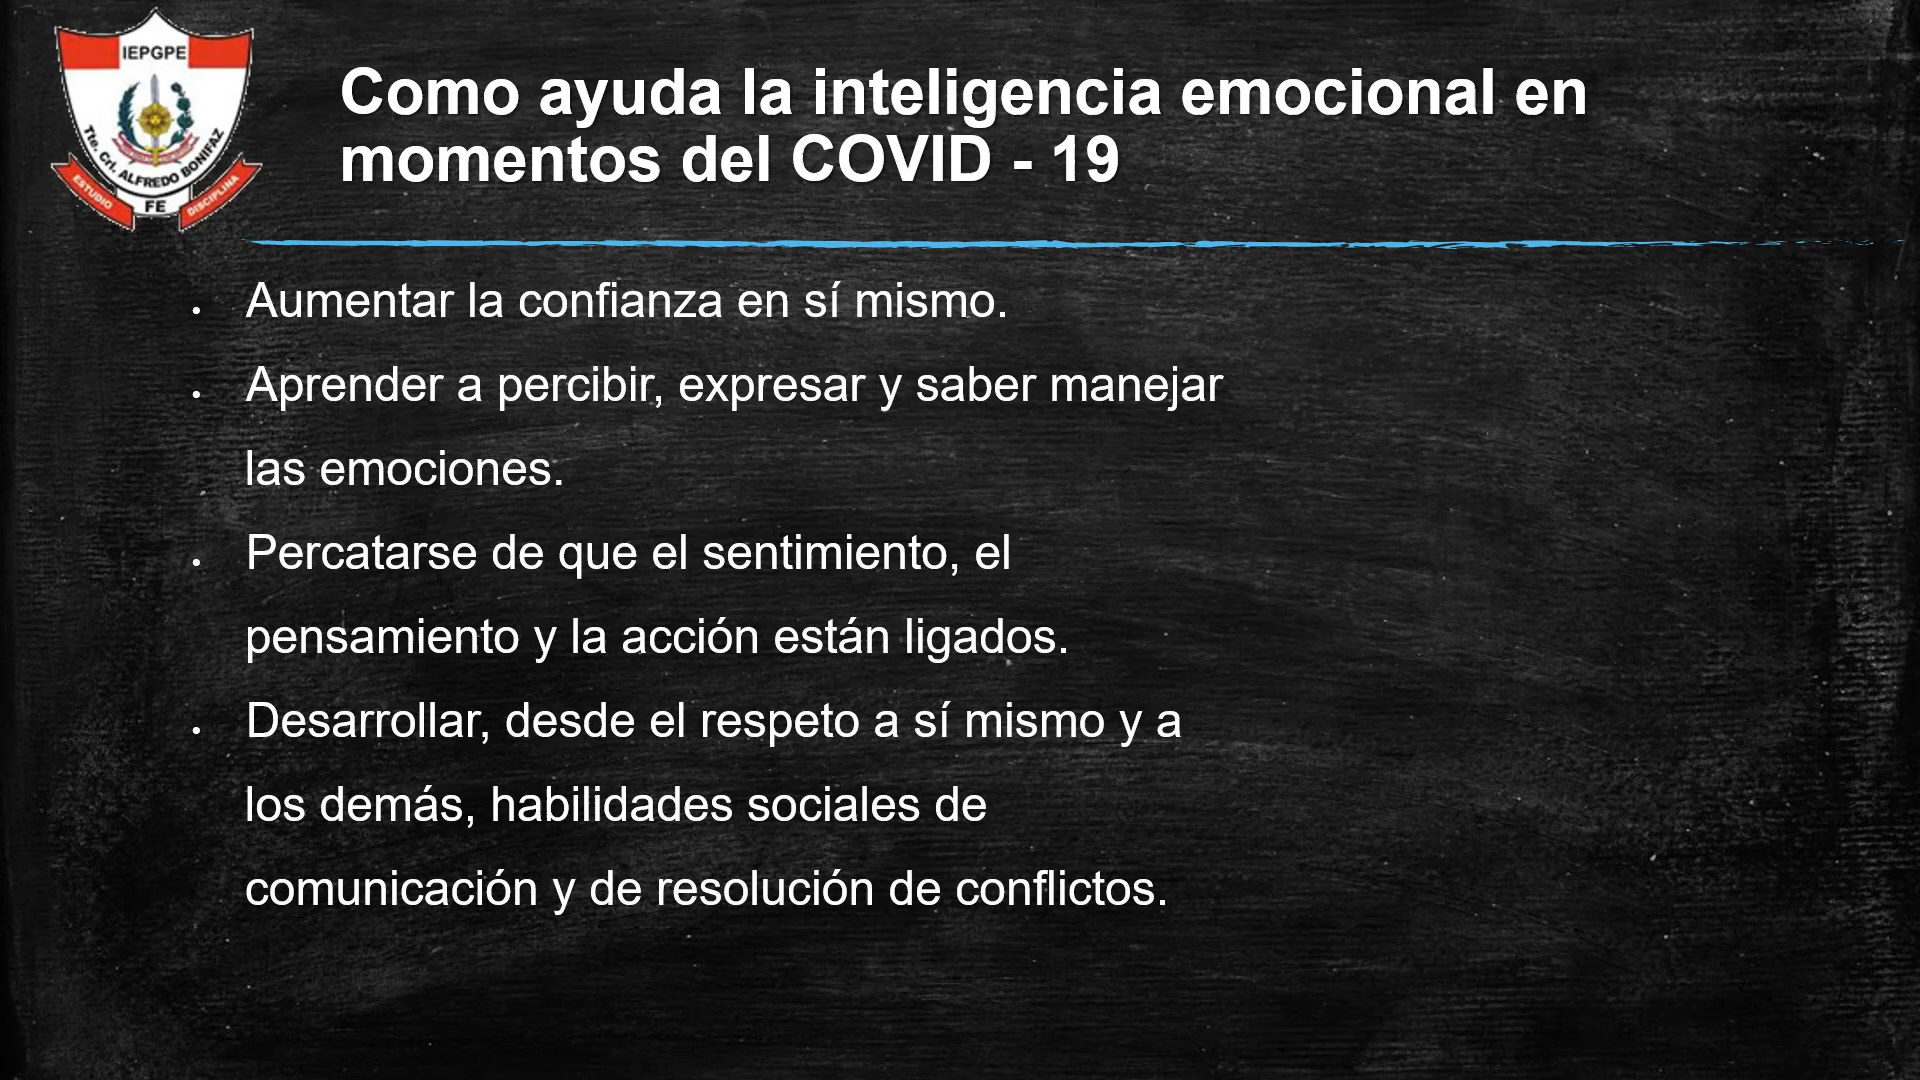 IEPGPE
Tte. Crl. ALFREDO BONIFAZ
ESTUDIO
FE
DISCIPLINA
Como ayuda la inteligencia emocional en
momentos del COVID - 19
• Aumentar la confianza en sí mismo.
• Aprender a percibir, expresar y saber manejar
las emociones.
• Percatarse de que el sentimiento, el
pensamiento y la acción están ligados.
• Desarrollar, desde el respeto a sí mismo y a
los demás, habilidades sociales de
comunicación y de resolución de conflictos.